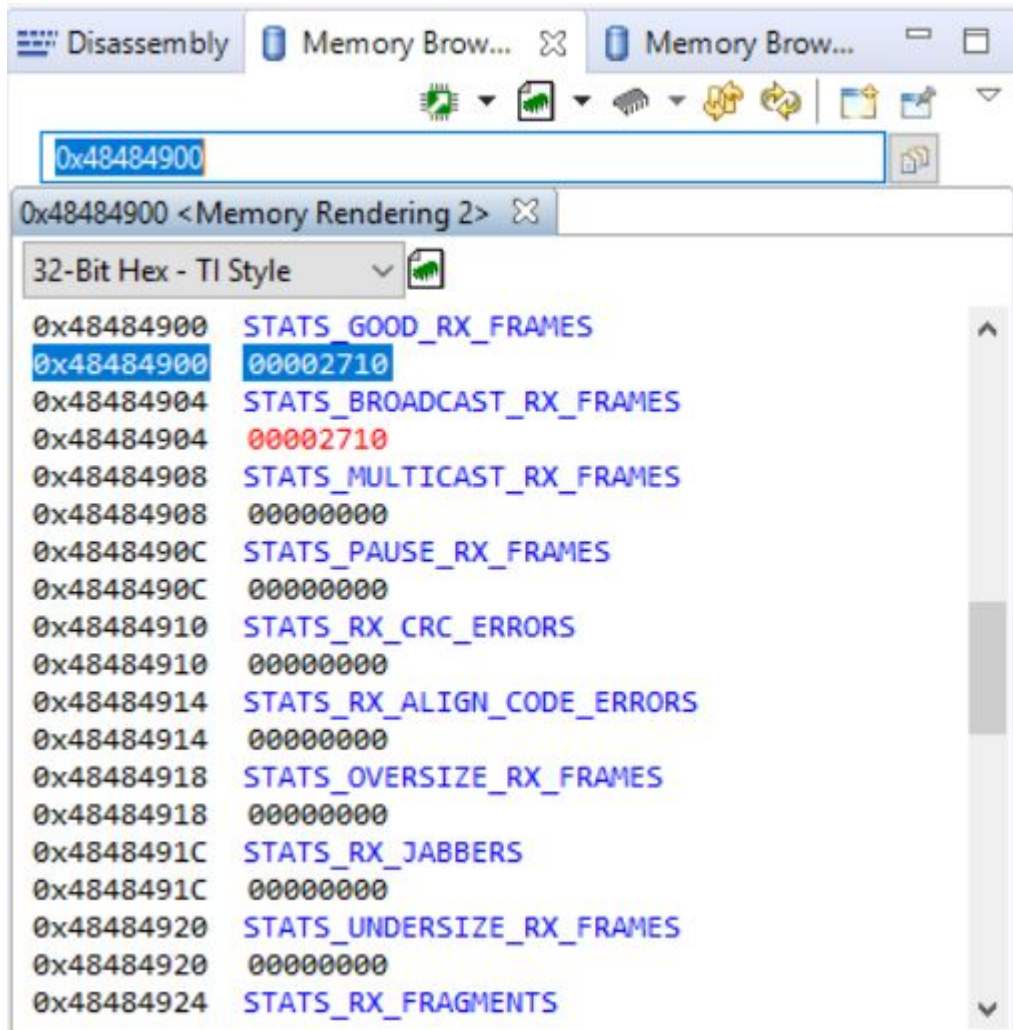 Disassembly Memory Brow... Memory Brow...
0x48484900
0x48484900 <Memory Rendering 2>
32-Bit Hex - TI Style
0x48484900 STATS_GOOD_RX_FRAMES
0x48484900 00002710
0x48484904 STATS_BROADCAST_RX_FRAMES
0x48484904 00002710
0x48484908 STATS_MULTICAST_RX_FRAMES
0x48484908 00000000
0x4848490C STATS_PAUSE_RX_FRAMES
0x4848490C 00000000
0x48484910 STATS_RX_CRC_ERRORS
0x48484910 00000000
0x48484914 STATS_RX_ALIGN_CODE_ERRORS
0x48484914 00000000
0x48484918 STATS_OVERSIZE_RX_FRAMES
0x48484918 00000000
0x4848491C STATS_RX_JABBERS
0x4848491C 00000000
0x48484920 STATS_UNDERSIZE_RX_FRAMES
0x48484920 00000000
0x48484924 STATS_RX_FRAGMENTS